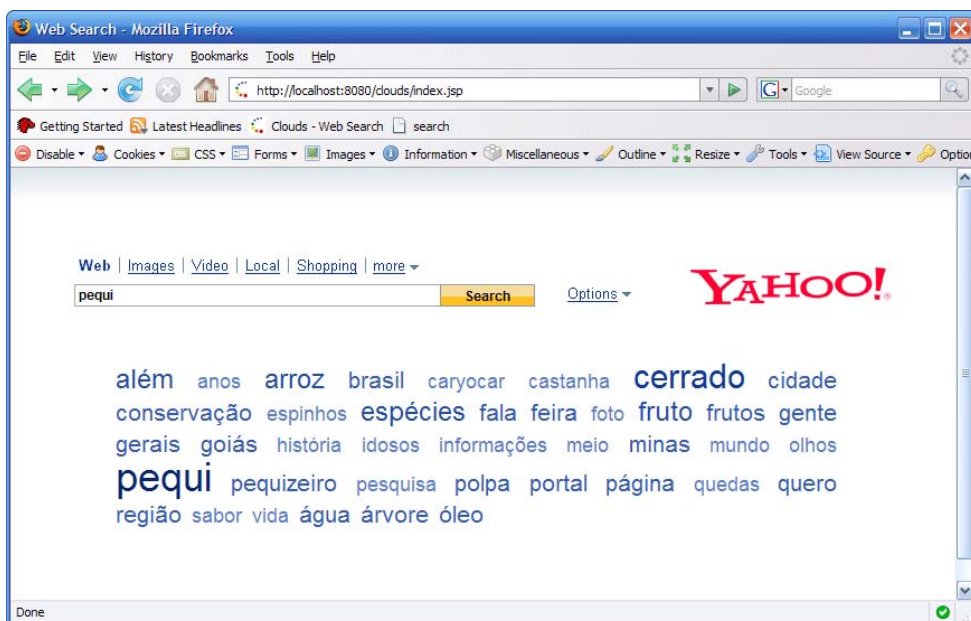 Web Search - Mozilla Firefox
File Edit View History Bookmarks Tools Help
http://localhost:8080/clouds/index.jsp G Google
Getting Started Latest Headlines Clouds - Web Search search
Disable Cookies CSS Forms Images Information Miscellaneous Outline Resize Tools View Source Option
Web | Images | Video | Local | Shopping | more
pequi Search Options YAHOO!
além anos arroz brasil caryocar castanha cerrado cidade
conservação espinhos espécies fala feira foto fruto frutos gente
gerais goiás história idosos informações meio minas mundo olhos
pequi pequizeiro pesquisa polpa portal página quedas quero
região sabor vida água árvore óleo
Done